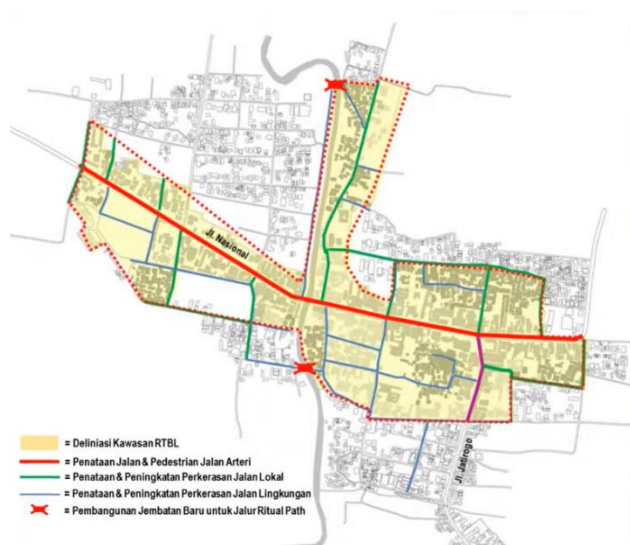 Jl. Nasional
Jl. Jatirogo
= Deliniasi Kawasan RTBL
= Penataan Jalan & Pedestrian Jalan Arteri
= Penataan & Peningkatan Perkerasan Jalan Lokal
= Penataan & Peningkatan Perkerasan Jalan Lingkungan
= Pembangunan Jembatan Baru untuk Jalur Ritual Path